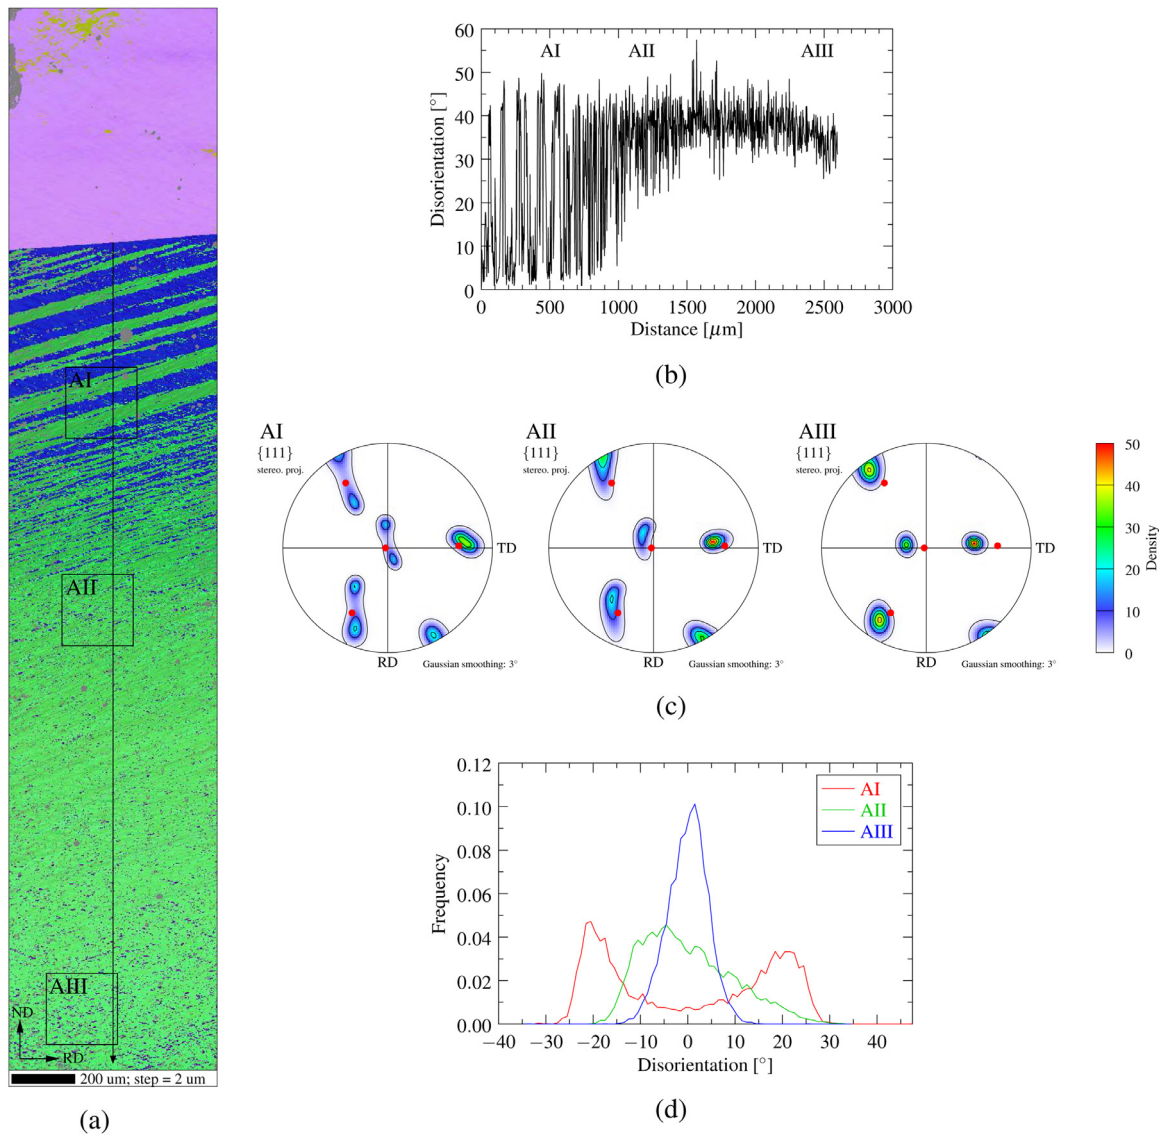 AI
AII
AIII
ND
RD
200 um; step = 2 um
(a)
60
50
40
30
20
10
0
Disorientation [°]
AI
AII
AIII
0
500
1000
1500
2000
2500
3000
Distance [μm]
(b)
AI
{111}
stereo. proj.
TD
RD
Gaussian smoothing: 3°
AII
{111}
stereo. proj.
TD
RD
Gaussian smoothing: 3°
AIII
{111}
stereo. proj.
TD
RD
Gaussian smoothing: 3°
50
40
30
20
10
0
Density
(c)
0.12
0.10
0.08
0.06
0.04
0.02
0.00
Frequency
AI
AII
AIII
−40
−30
−20
−10
0
10
20
30
40
Disorientation [°]
(d)